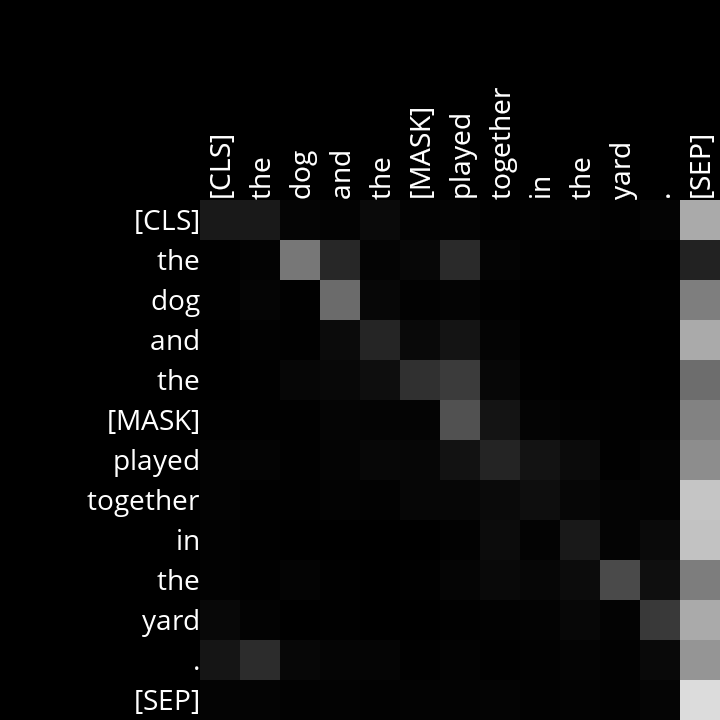 [CLS] the dog and the [MASK] played together in the yard . [SEP]
[CLS]
the
dog
and
the
[MASK]
played
together
in
the
yard
.
[SEP]